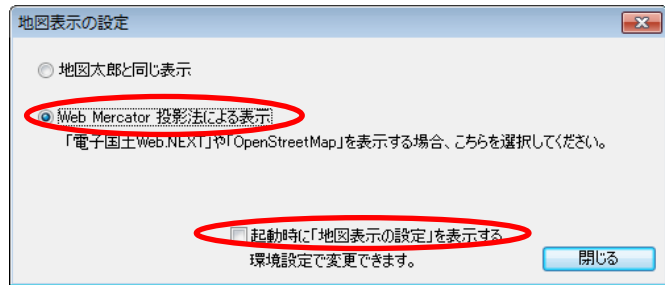 地図表示の設定
地図太郎と同じ表示
Web Mercator 投影法による表示
「電子国土Web.NEXT」や「OpenStreetMap」を表示する場合、こちらを選択してください。
起動時に「地図表示の設定」を表示する
環境設定で変更できます。
閉じる